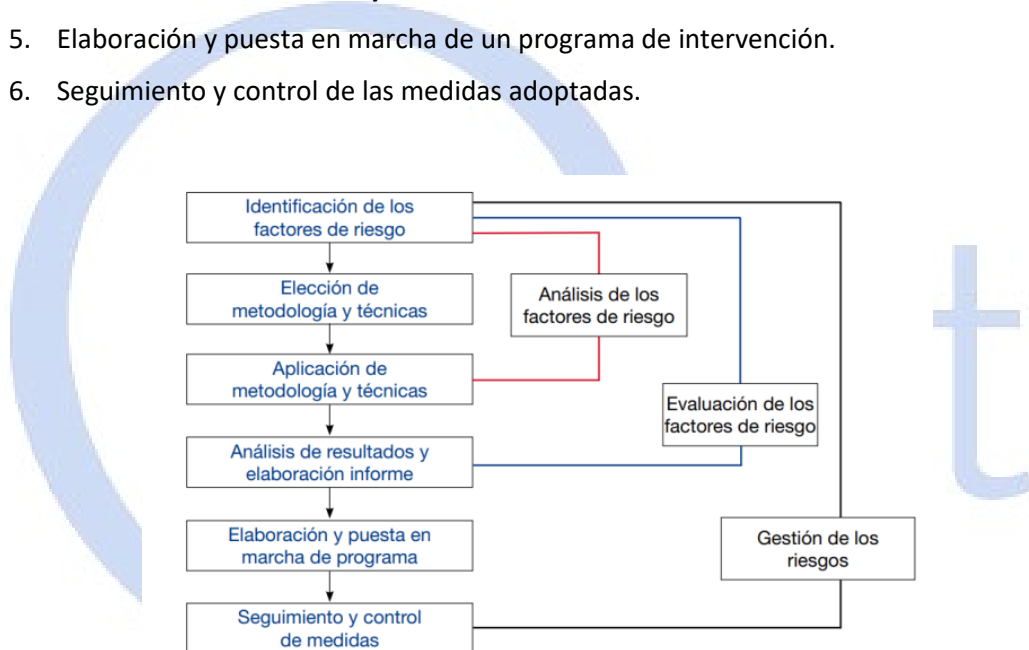 5. Elaboración y puesta en marcha de un programa de intervención.
6. Seguimiento y control de las medidas adoptadas.
Identificación de los
factores de riesgo
Elección de
metodología y técnicas
Análisis de los
factores de riesgo
Aplicación de
metodología y técnicas
Evaluación de los
factores de riesgo
Análisis de resultados y
elaboración informe
Elaboración y puesta en
marcha de programa
Gestión de los
riesgos
Seguimiento y control
de medidas
t